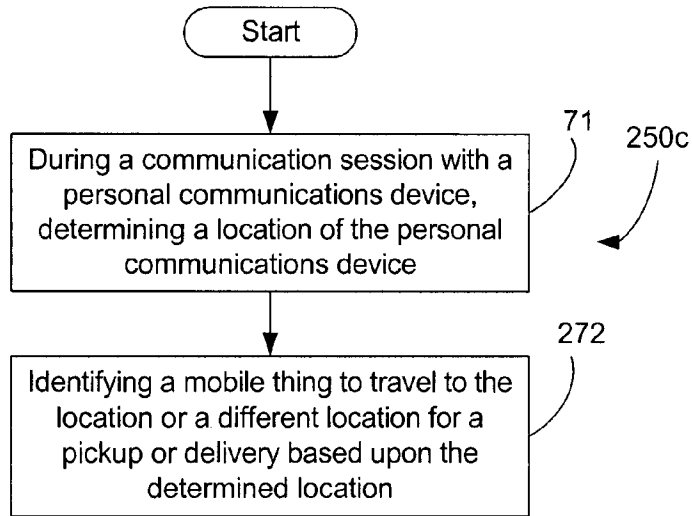 Start
71
250c
During a communication session with a
personal communications device,
determining a location of the personal
communications device
272
Identifying a mobile thing to travel to the
location or a different location for a
pickup or delivery based upon the
determined location